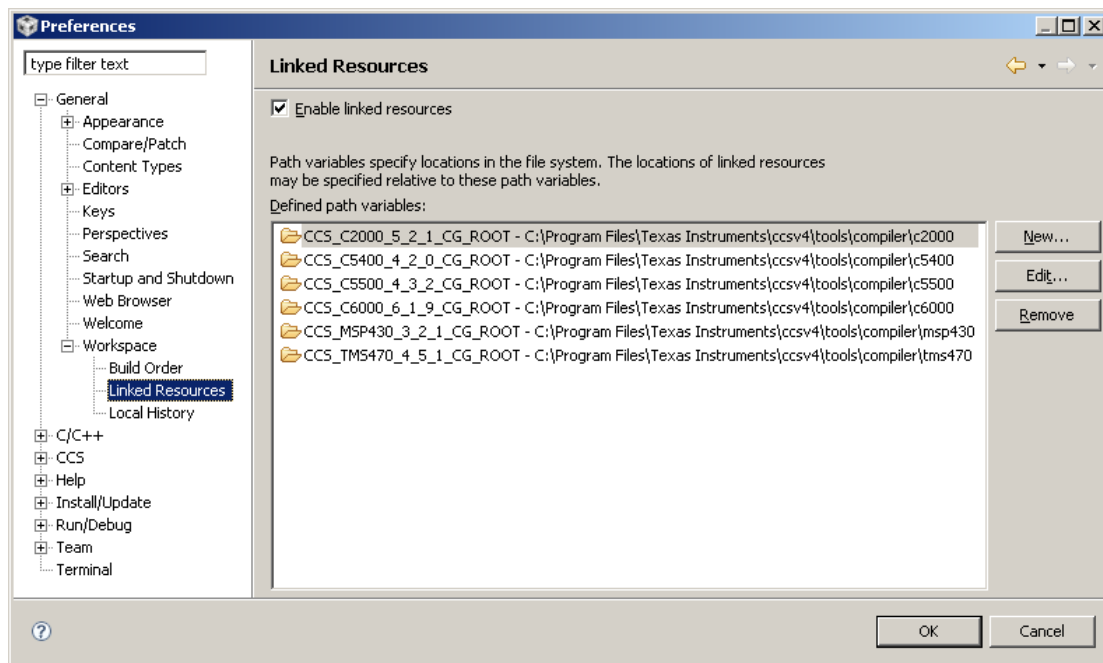 Preferences
type filter text
General
Appearance
Compare/Patch
Content Types
Editors
Keys
Perspectives
Search
Startup and Shutdown
Web Browser
Welcome
Workspace
Build Order
Linked Resources
Local History
C/C++
CCS
Help
Install/Update
Run/Debug
Team
Terminal
Linked Resources
Enable linked resources
Path variables specify locations in the file system. The locations of linked resources
may be specified relative to these path variables.
Defined path variables:
CCS_C2000_5_2_1_CG_ROOT - C:\Program Files\Texas Instruments\ccsv4\tools\compiler\c2000
CCS_C5400_4_2_0_CG_ROOT - C:\Program Files\Texas Instruments\ccsv4\tools\compiler\c5400
CCS_C5500_4_3_2_CG_ROOT - C:\Program Files\Texas Instruments\ccsv4\tools\compiler\c5500
CCS_C6000_6_1_9_CG_ROOT - C:\Program Files\Texas Instruments\ccsv4\tools\compiler\c6000
CCS_MSP430_3_2_1_CG_ROOT - C:\Program Files\Texas Instruments\ccsv4\tools\compiler\msp430
CCS_TMS470_4_5_1_CG_ROOT - C:\Program Files\Texas Instruments\ccsv4\tools\compiler\tms470
New...
Edit...
Remove
?
OK
Cancel